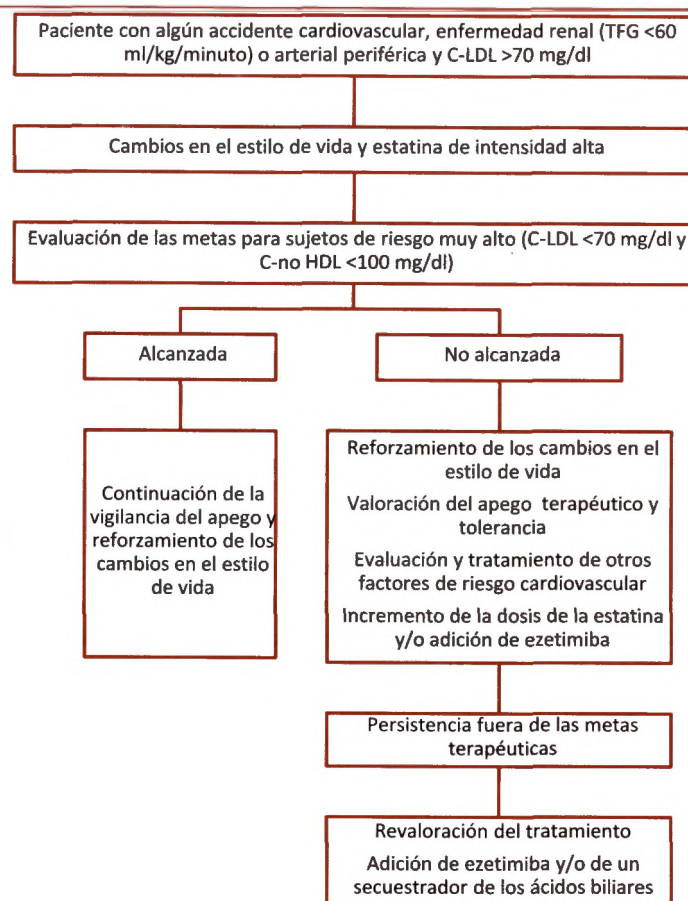 Paciente con algún accidente cardiovascular, enfermedad renal (TFG <60
ml/kg/minuto) o arterial periférica y C-LDL >70 mg/dl
Cambios en el estilo de vida y estatina de intensidad alta
Evaluación de las metas para sujetos de riesgo muy alto (C-LDL <70 mg/dl y
C-no HDL <100 mg/dl)
Alcanzada
No alcanzada
Continuación de la
vigilancia del apego y
reforzamiento de los
cambios en el estilo
de vida
Reforzamiento de los cambios en el
estilo de vida
Valoración del apego terapéutico y
tolerancia
Evaluación y tratamiento de otros
factores de riesgo cardiovascular
Incremento de la dosis de la estatina
y/o adición de ezetimiba
Persistencia fuera de las metas
terapéuticas
Revaloración del tratamiento
Adición de ezetimiba y/o de un
secuestrador de los ácidos biliares